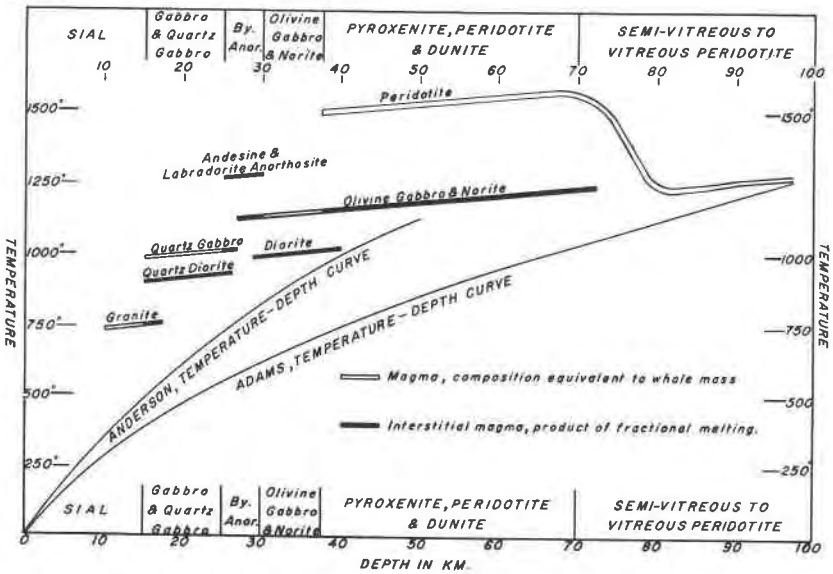 SIAL
Gabbro
& Quartz
Gabbro
By.
Anor.
Olivine
Gabbro
& Norite
PYROXENITE, PERIDOTITE
& DUNITE
SEMI-VITREOUS TO
VITREOUS PERIDOTITE
10 20 30 40 50 60 70 80 90 100
1500°
1250°
1000°
750°
500°
250°
TEMPERATURE
Peridotite
Andesine &
Labradorite Anorthosite
Olivine Gabbro & Norite
Quartz Gabbro
Diorite
Quartz Diorite
Granite
ANDERSON, TEMPERATURE-DEPTH CURVE
ADAMS, TEMPERATURE-DEPTH CURVE
Magma, composition equivalent to whole mass
Interstitial magma, product of fractional melting.
1500°
1250°
1000°
750°
500°
250°
TEMPERATURE
SIAL
Gabbro
& Quartz
Gabbro
By.
Anor.
Olivine
Gabbro
& Norite
PYROXENITE, PERIDOTITE
& DUNITE
SEMI-VITREOUS TO
VITREOUS PERIDOTITE
0 10 20 30 40 50 60 70 80 90 100
DEPTH IN KM.